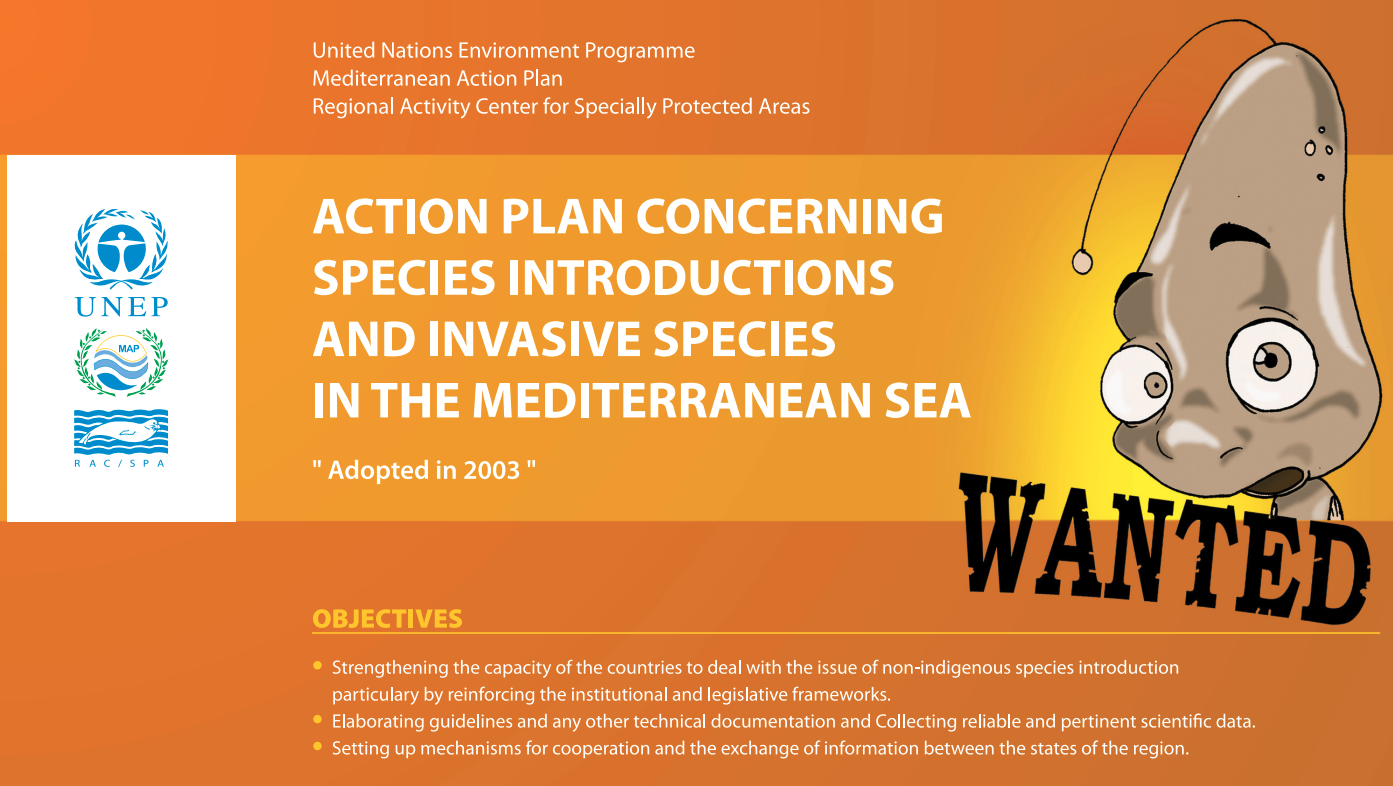 United Nations Environment Programme
Mediterranean Action Plan
Regional Activity Center for Specially Protected Areas
UNEP
MAP
RAC/SPA
ACTION PLAN CONCERNING
SPECIES INTRODUCTIONS
AND INVASIVE SPECIES
IN THE MEDITERRANEAN SEA
" Adopted in 2003 "
WANTED
OBJECTIVES
• Strengthening the capacity of the countries to deal with the issue of non-indigenous species introduction
particulary by reinforcing the institutional and legislative frameworks.
• Elaborating guidelines and any other technical documentation and Collecting reliable and pertinent scientific data.
• Setting up mechanisms for cooperation and the exchange of information between the states of the region.